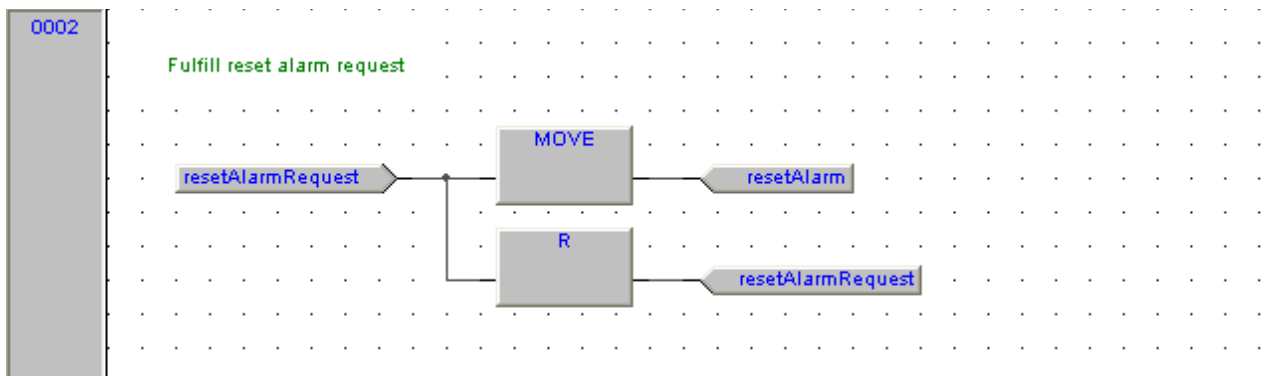 0002
Fulfill reset alarm request
MOVE
resetAlarmRequest
resetAlarm
R
resetAlarmRequest